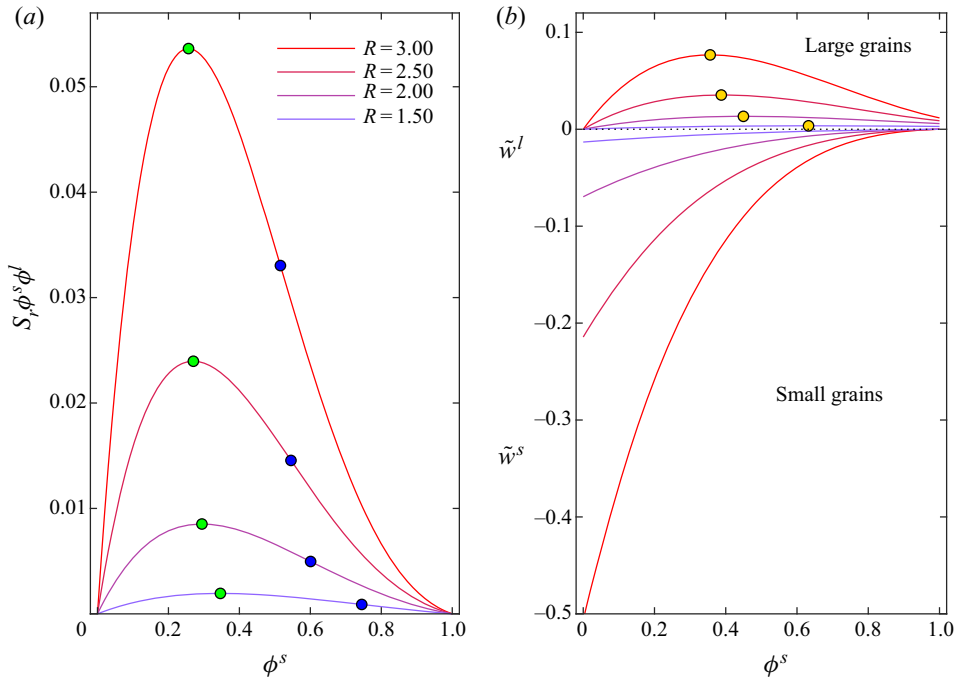 (a)
R = 3.00
R = 2.50
R = 2.00
R = 1.50
0.05
0.04
0.03
0.02
0.01
S_r ϕ^s ϕ^l
0 0.2 0.4 0.6 0.8 1.0
ϕ^s
(b)
Large grains
Small grains
0.1
0
–0.1
–0.2
–0.3
–0.4
–0.5
w̃^l
w̃^s
0 0.2 0.4 0.6 0.8 1.0
ϕ^s